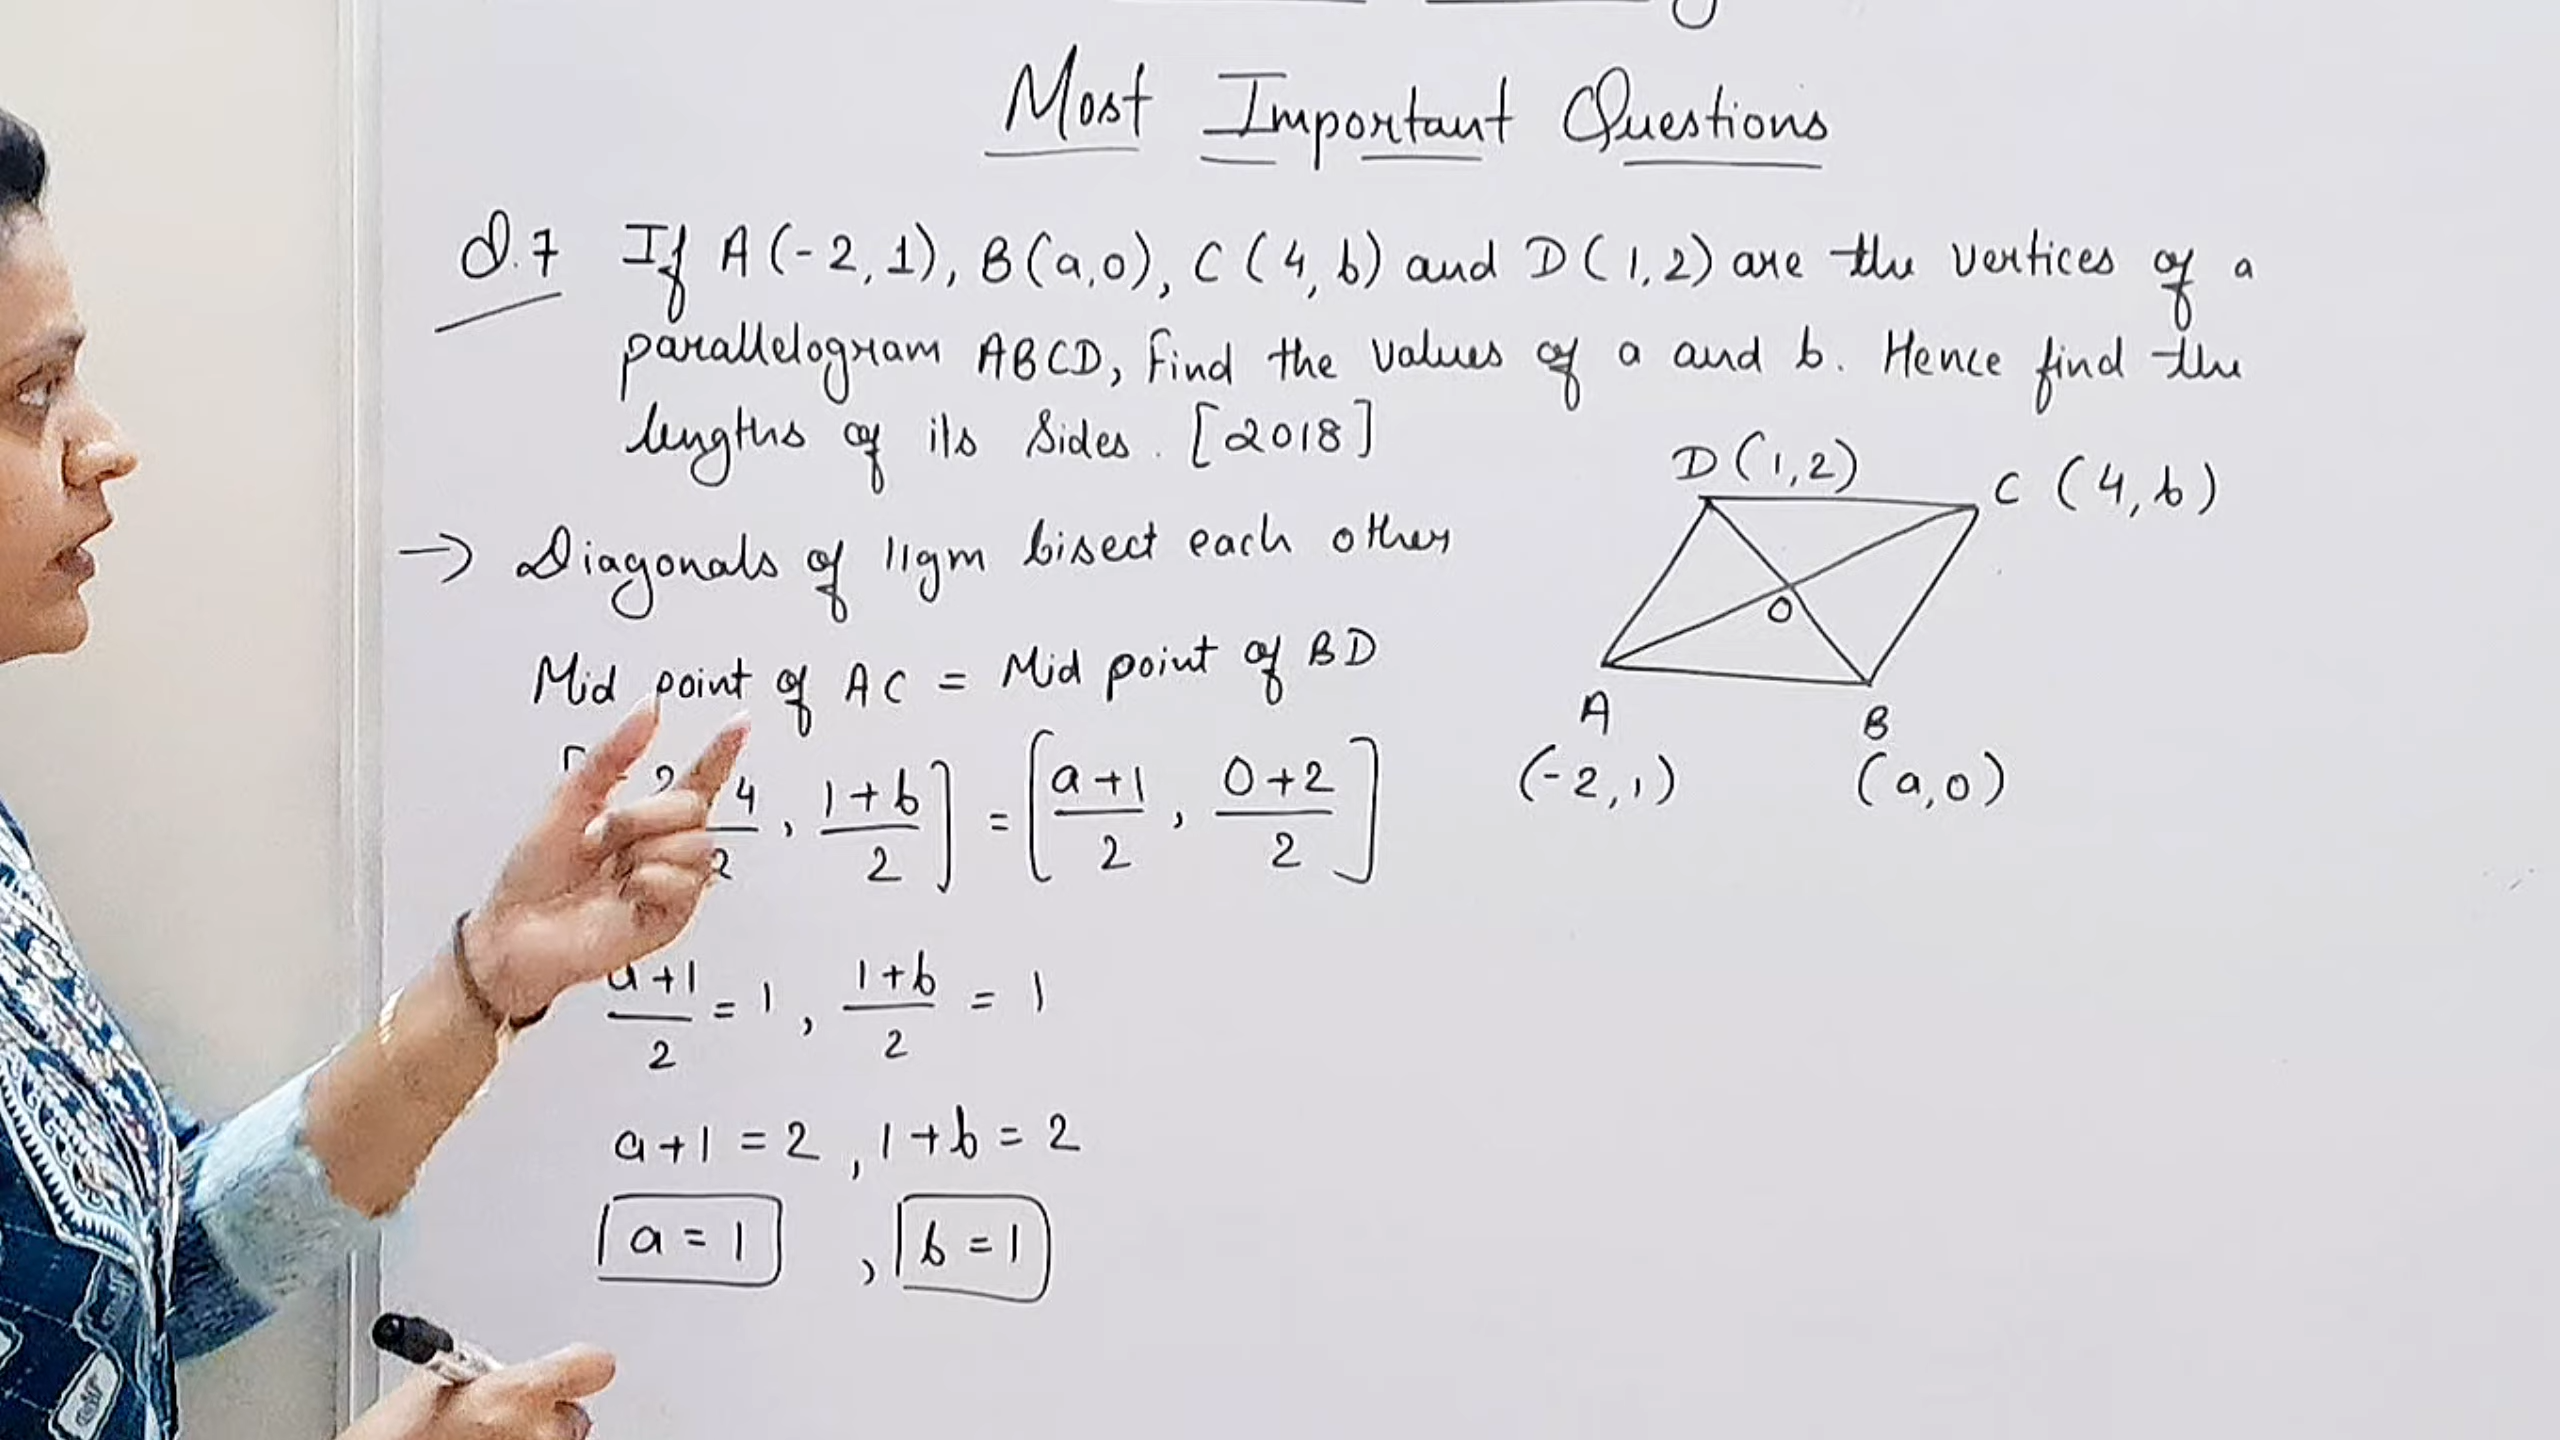 Most Important Questions
Q.7 If A(-2,1), B(a,0), C(4,b) and D(1,2) are the vertices of a
parallelogram ABCD, Find the values of a and b. Hence find the
lengths of its Sides. [2018]
D(1,2)
C (4,b)
→ Diagonals of ||gm bisect each other
O
Mid point of AC = Mid point of BD
A
B
(-2,1)
(a,0)
[-2 4/2, 1+b/2] = [a+1/2, 0+2/2]
a+1/2 = 1, 1+b/2 = 1
a+1 = 2, 1+b = 2
a = 1, b = 1